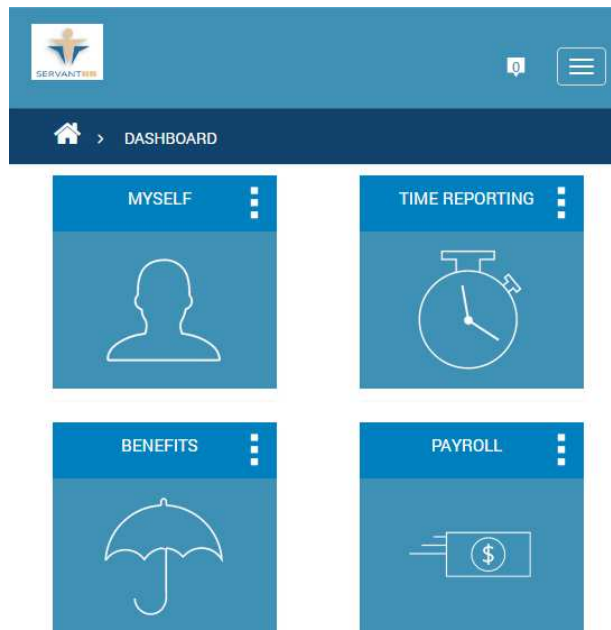 SERVANTHR
0
> DASHBOARD
MYSELF
TIME REPORTING
BENEFITS
PAYROLL
$